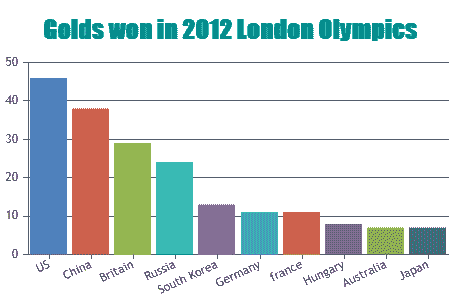 Golds won in 2012 London Olympics
50
40
30
20
10
0
US
China
Britain
Russia
South Korea
Germany
france
Hungary
Australia
Japan